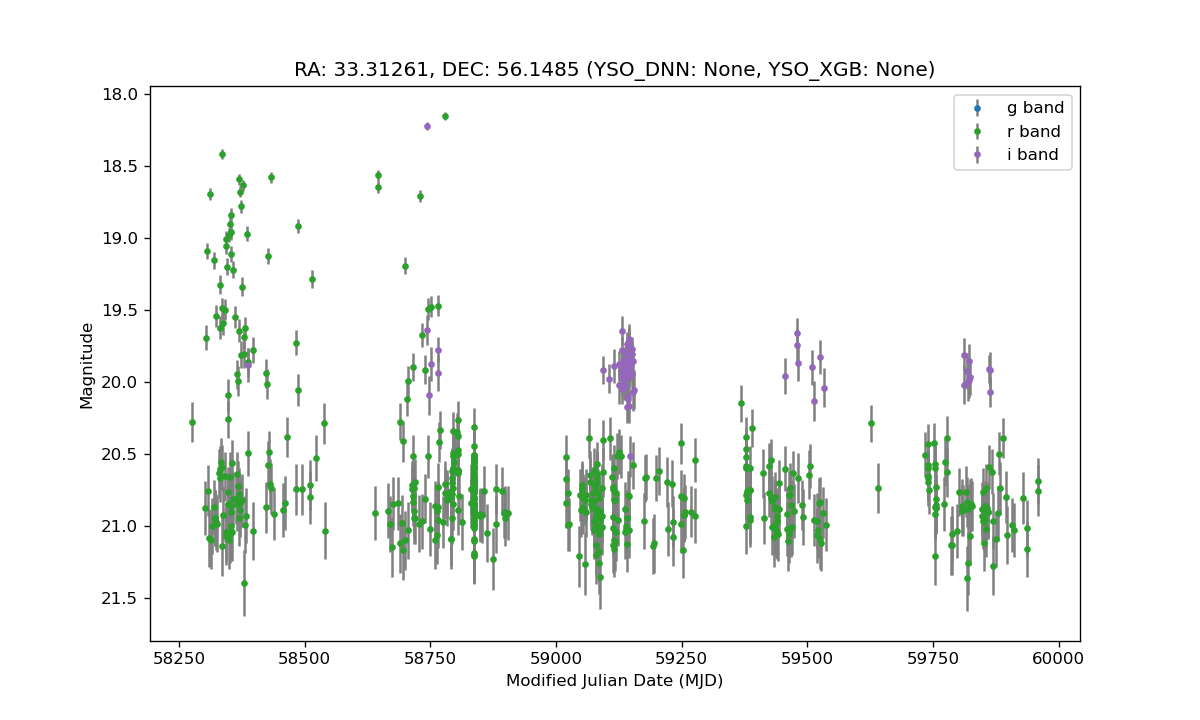 RA: 33.31261, DEC: 56.1485 (YSO_DNN: None, YSO_XGB: None)
g band
r band
i band
18.0
18.5
19.0
19.5
20.0
20.5
21.0
21.5
Magnitude
58250 58500 58750 59000 59250 59500 59750 60000
Modified Julian Date (MJD)